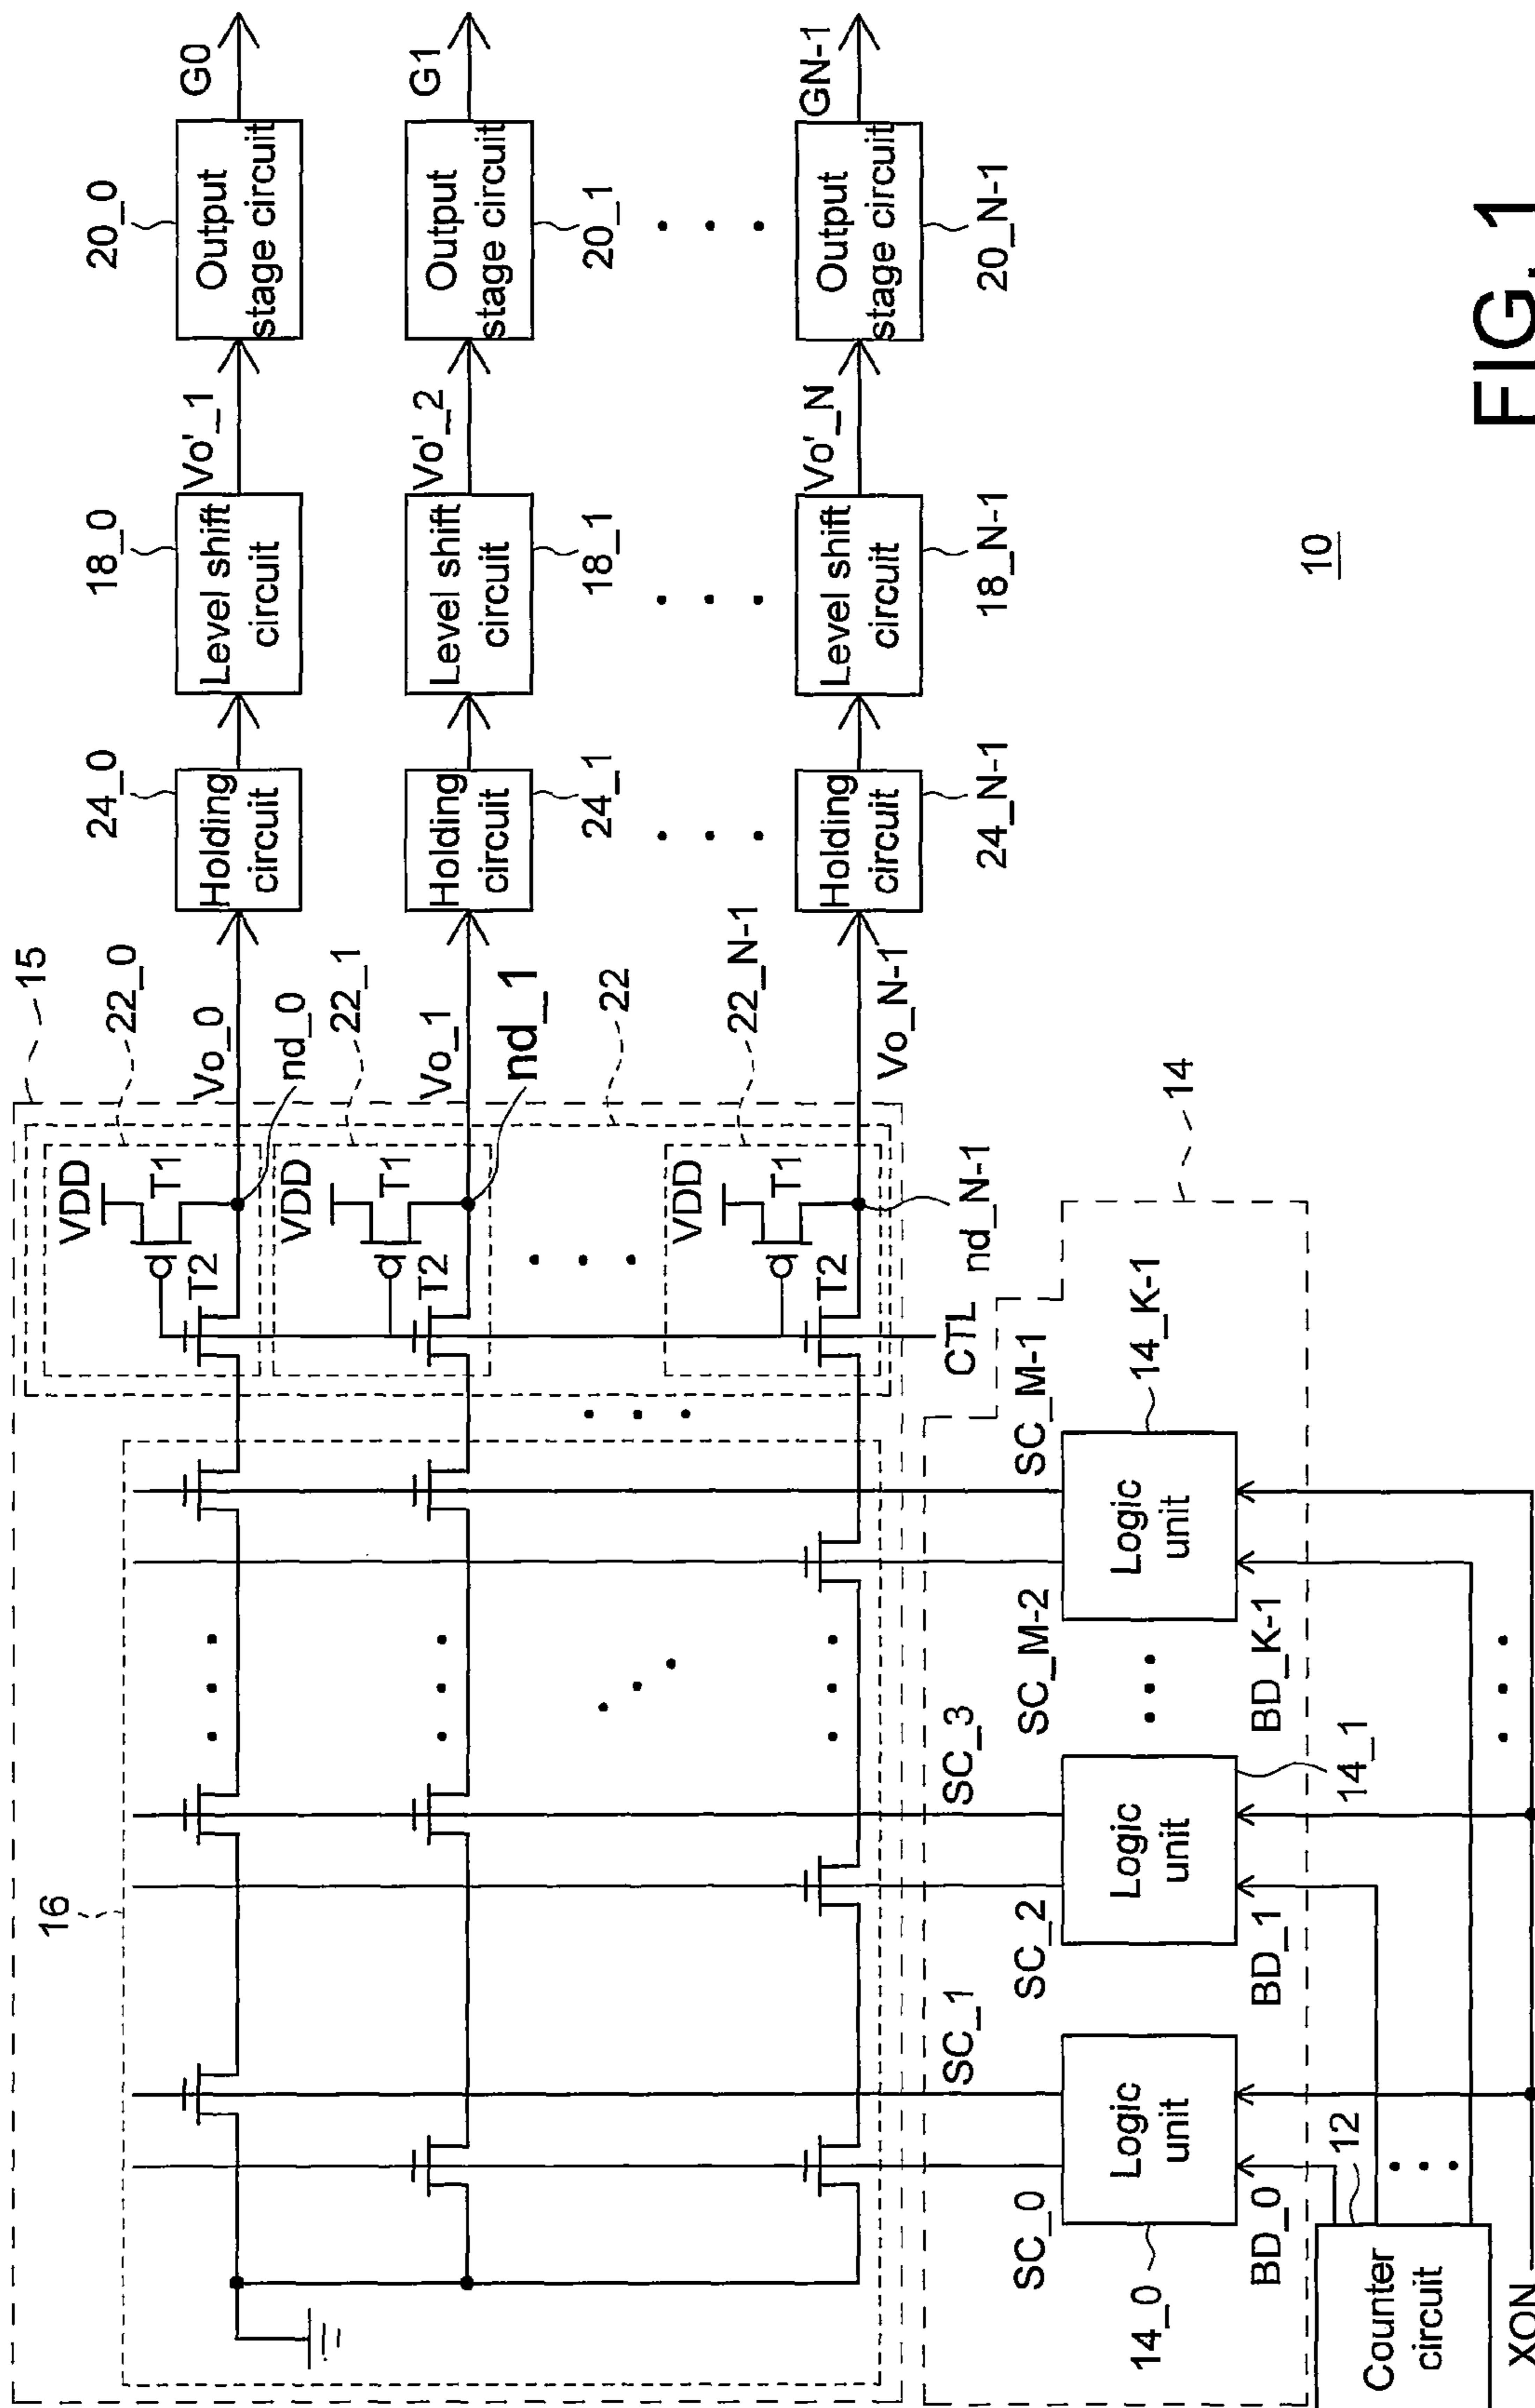 15
22_0
22_1
22
22_N-1
24_0
18_0
20_0
VDD
T1
T2
Vo_0
nd_0
Holding
circuit
Level shift
circuit
Vo'_1
Output
stage circuit
G0
VDD
T1
T2
Vo_1
nd_1
Holding
circuit
24_1
Level shift
circuit
18_1
Vo'_2
Output
stage circuit
20_1
G1
VDD
T1
T2
Vo_N-1
nd_N-1
CTL
Holding
circuit
24_N-1
Level shift
circuit
18_N-1
Vo'_N
Output
stage circuit
20_N-1
GN-1
16
14
SC_0
SC_1
SC_2
SC_3
SC_M-2
SC_M-1
Logic
unit
14_0
Logic
unit
14_1
Logic
unit
14_K-1
BD_0
BD_1
BD_K-1
12
Counter
circuit
XON
10
FIG. 1